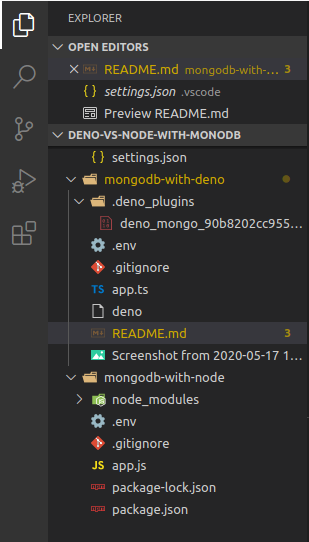 EXPLORER
OPEN EDITORS
README.md mongodb-with-... 3
{ } settings.json .vscode
Preview README.md
DENO-VS-NODE-WITH-MONODB
{ } settings.json
mongodb-with-deno
.deno_plugins
deno_mongo_90b8202cc955...
.env
.gitignore
TS app.ts
deno
README.md 3
Screenshot from 2020-05-17 1...
mongodb-with-node
node_modules
.env
.gitignore
JS app.js
package-lock.json
package.json